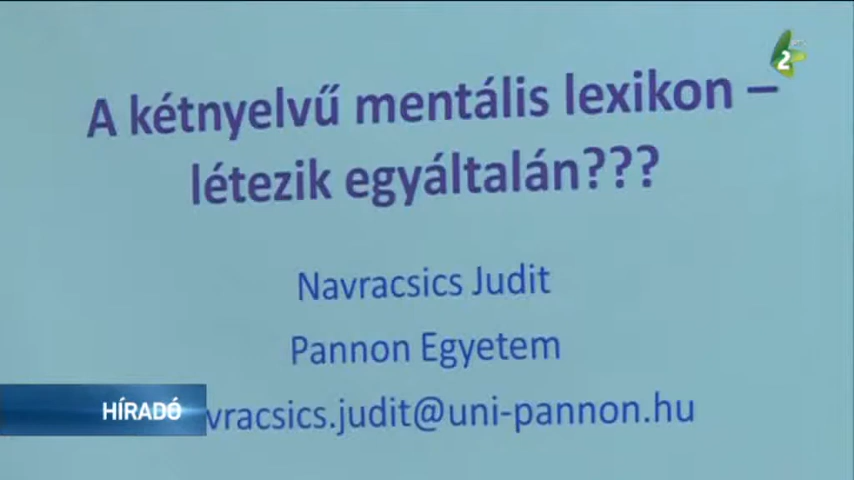 2
A kétnyelvű mentális lexikon –
létezik egyáltalán???
Navracsics Judit
Pannon Egyetem
vracsics.judit@uni-pannon.hu
HÍRADÓ